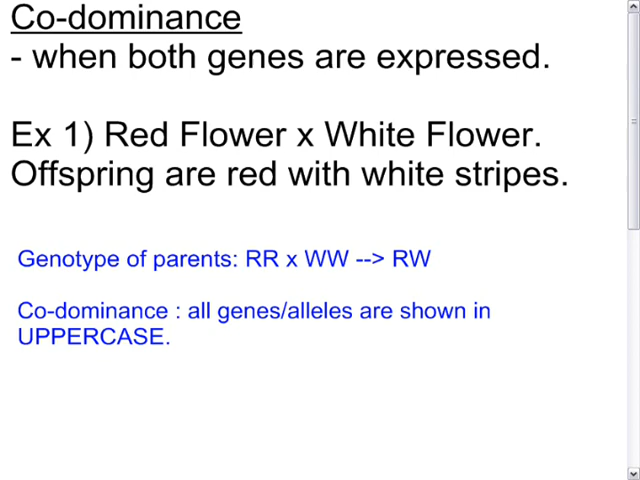 Co-dominance
- when both genes are expressed.
Ex 1) Red Flower x White Flower.
Offspring are red with white stripes.
Genotype of parents: RR x WW --> RW
Co-dominance : all genes/alleles are shown in
UPPERCASE.